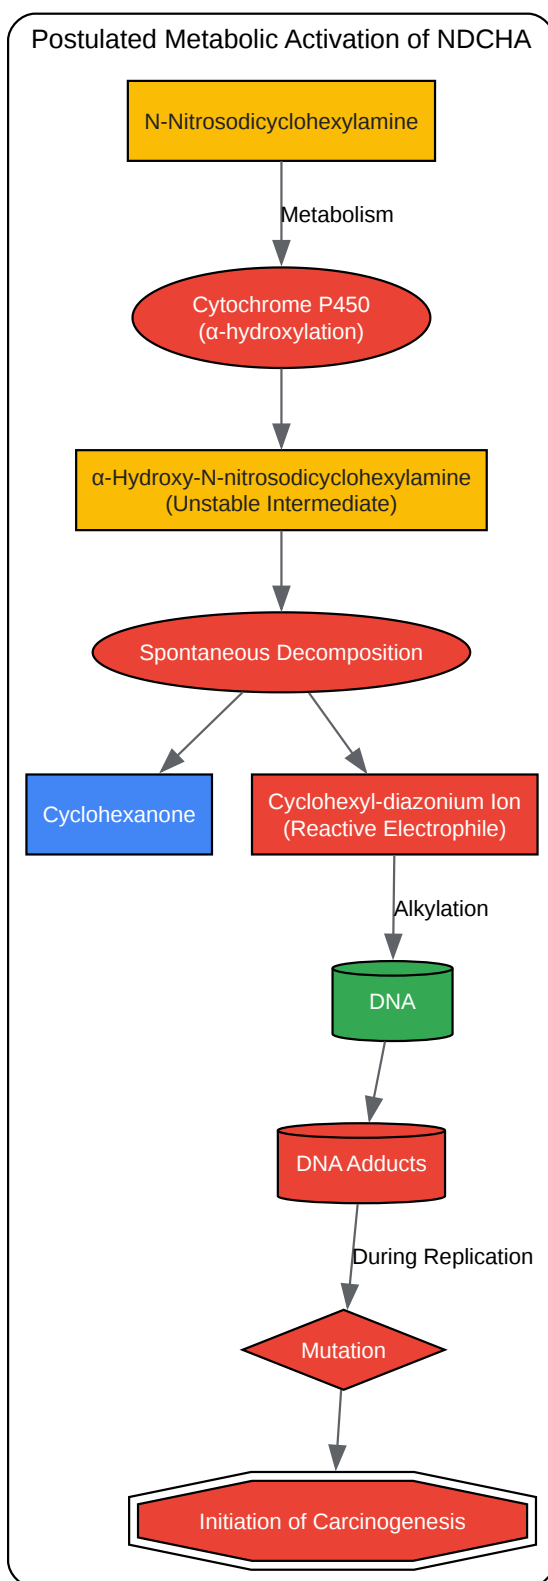 Postulated Metabolic Activation of NDCHA
N-Nitrosodicyclohexylamine
Metabolism
Cytochrome P450
(α-hydroxylation)
α-Hydroxy-N-nitrosodicyclohexylamine
(Unstable Intermediate)
Spontaneous Decomposition
Cyclohexanone
Cyclohexyl-diazonium Ion
(Reactive Electrophile)
Alkylation
DNA
DNA Adducts
During Replication
Mutation
Initiation of Carcinogenesis